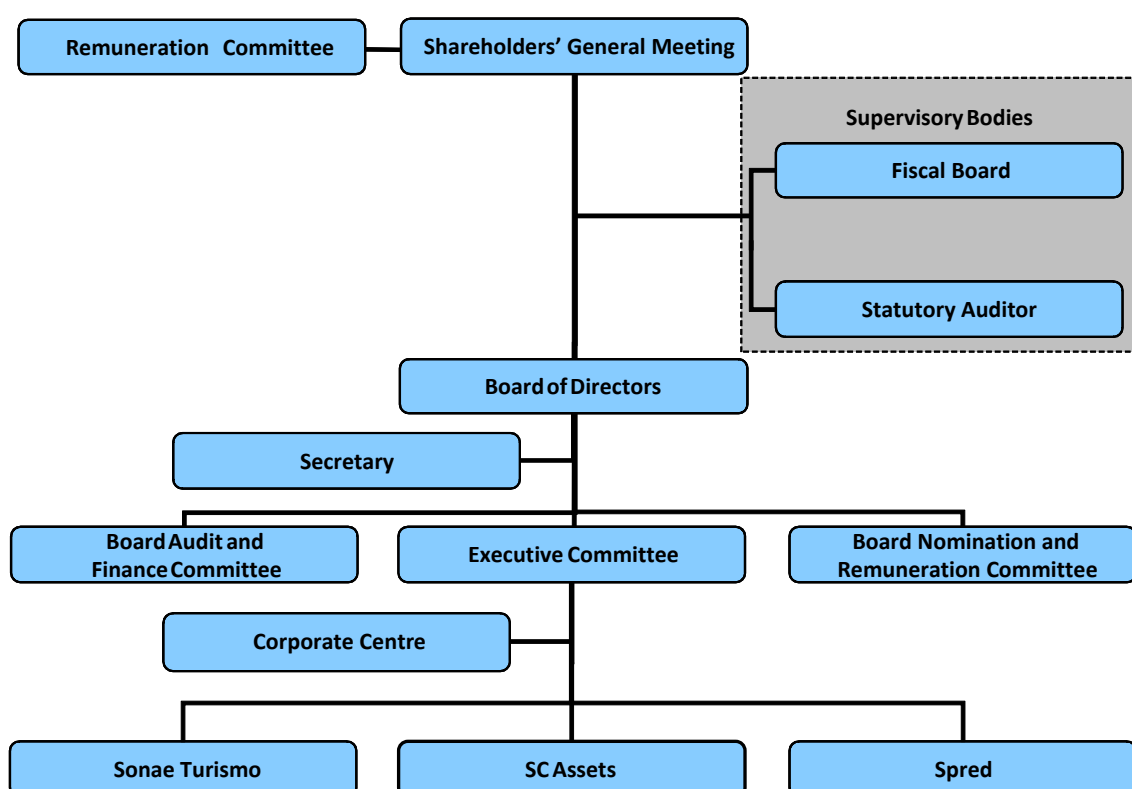 Remuneration Committee
Shareholders’ General Meeting
Supervisory Bodies
Fiscal Board
Statutory Auditor
Board of Directors
Secretary
Board Audit and
Finance Committee
Executive Committee
Board Nomination and
Remuneration Committee
Corporate Centre
Sonae Turismo
SC Assets
Spred